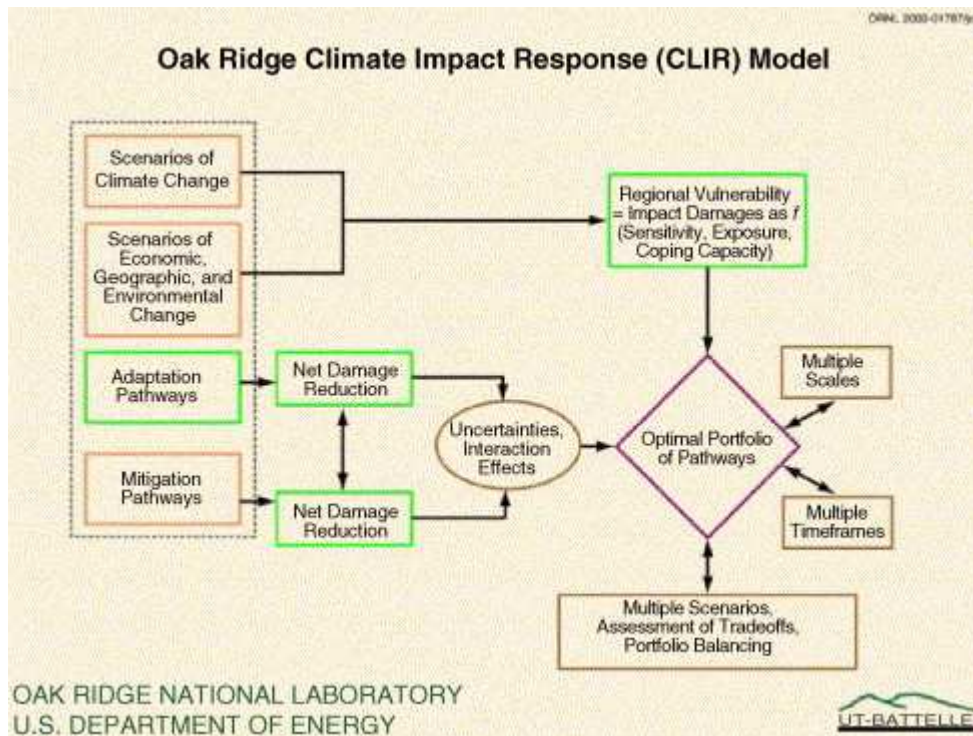 Oak Ridge Climate Impact Response (CLIR) Model
Scenarios of
Climate Change
Scenarios of
Economic,
Geographic, and
Environmental
Change
Regional Vulnerability
= Impact Damages as f
(Sensitivity, Exposure,
Coping Capacity)
Adaptation
Pathways
Net Damage
Reduction
Mitigation
Pathways
Net Damage
Reduction
Uncertainties,
Interaction
Effects
Optimal Portfolio
of Pathways
Multiple
Scales
Multiple
Timeframes
Multiple Scenarios,
Assessment of Tradeoffs,
Portfolio Balancing
OAK RIDGE NATIONAL LABORATORY
U.S. DEPARTMENT OF ENERGY
UT-BATTELLE